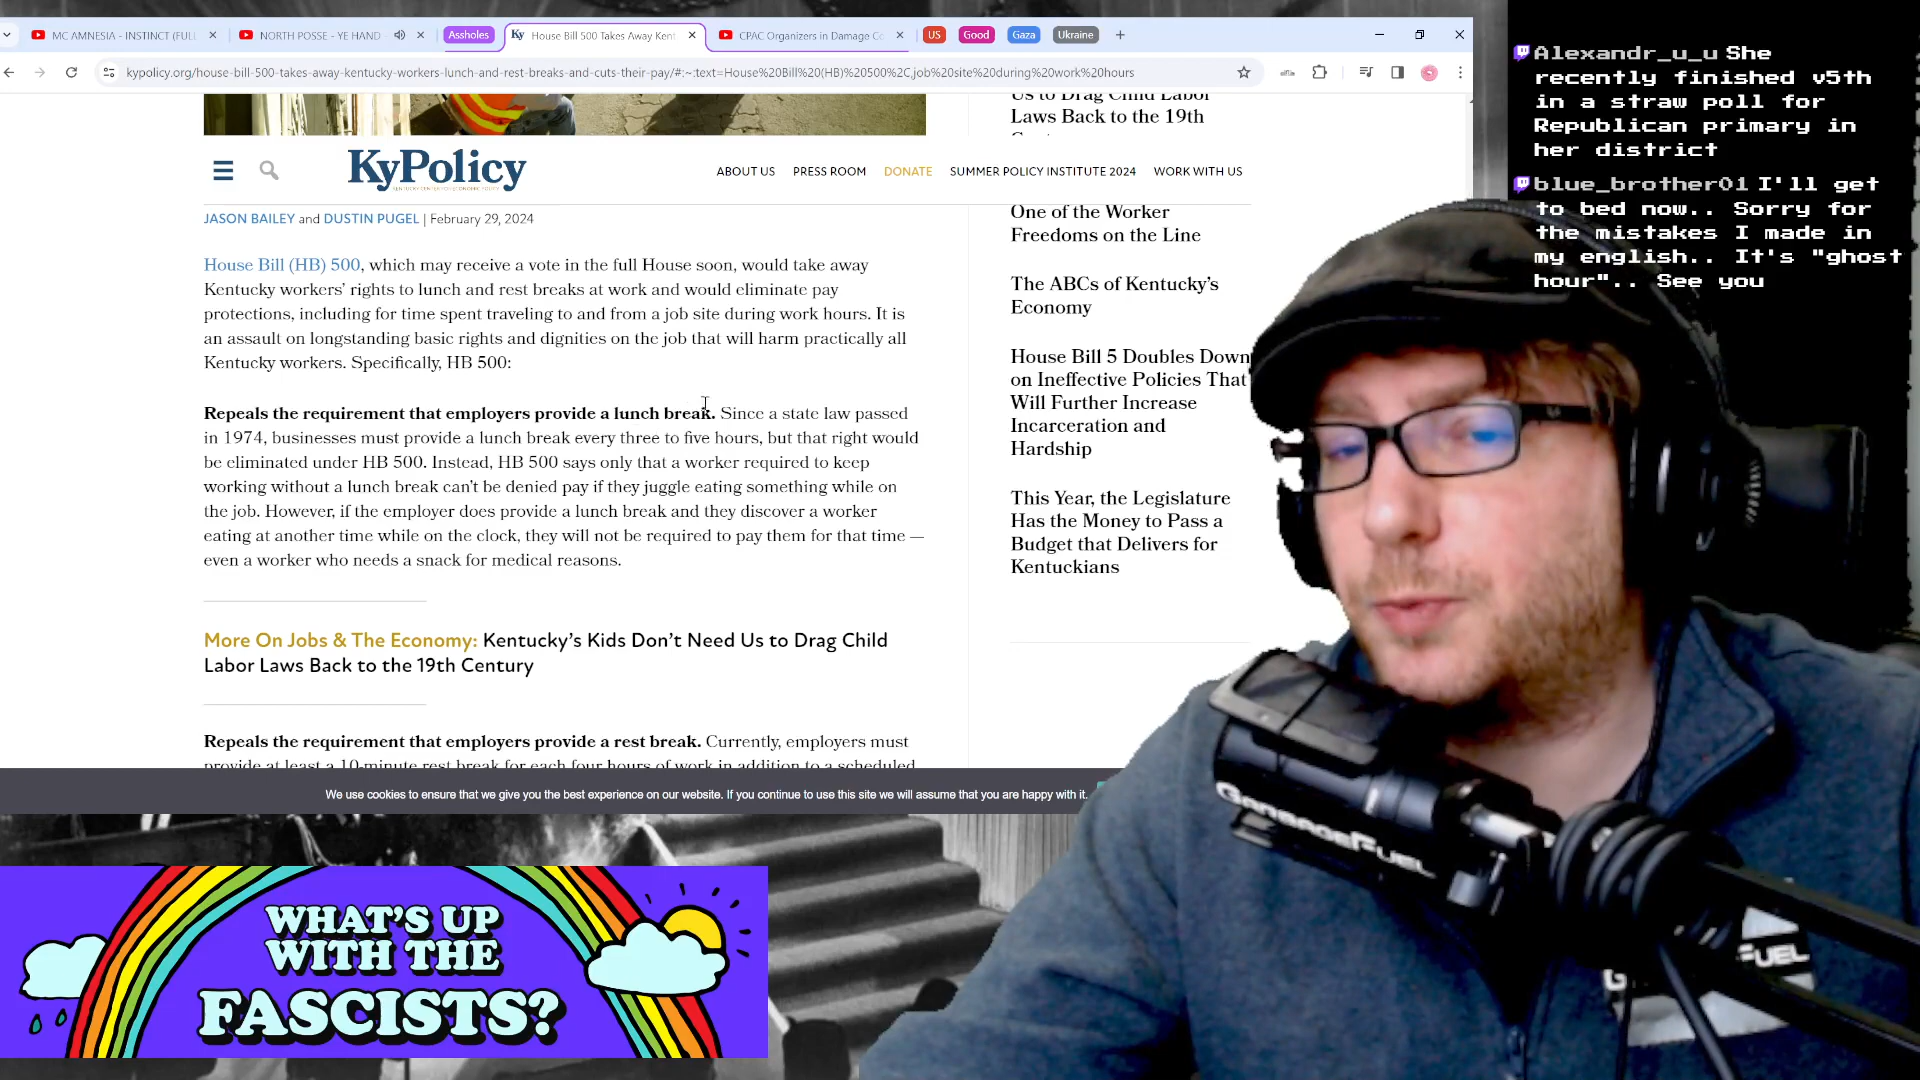 MC AMNESIA - INSTINCT (FULL
NORTH POSSE - YE HAND
Assholes
Ky House Bill 500 Takes Away Kent
CPAC Organizers in Damage Co
US
Good
Gaza
Ukraine
kypolicy.org/house-bill-500-takes-away-kentucky-workers-lunch-and-rest-breaks-and-cuts-their-pay/#:~:text=House%20Bill%20(HB)%20500%2C,job%20site%20during%20work%20hours
KyPolicy
KENTUCKY CENTER FOR ECONOMIC POLICY
ABOUT US
PRESS ROOM
DONATE
SUMMER POLICY INSTITUTE 2024
WORK WITH US
JASON BAILEY and DUSTIN PUGEL | February 29, 2024
House Bill (HB) 500, which may receive a vote in the full House soon, would take away
Kentucky workers' rights to lunch and rest breaks at work and would eliminate pay
protections, including for time spent traveling to and from a job site during work hours. It is
an assault on longstanding basic rights and dignities on the job that will harm practically all
Kentucky workers. Specifically, HB 500:
Repeals the requirement that employers provide a lunch break. Since a state law passed
in 1974, businesses must provide a lunch break every three to five hours, but that right would
be eliminated under HB 500. Instead, HB 500 says only that a worker required to keep
working without a lunch break can't be denied pay if they juggle eating something while on
the job. However, if the employer does provide a lunch break and they discover a worker
eating at another time while on the clock, they will not be required to pay them for that time —
even a worker who needs a snack for medical reasons.
More On Jobs & The Economy: Kentucky's Kids Don't Need Us to Drag Child
Labor Laws Back to the 19th Century
Repeals the requirement that employers provide a rest break. Currently, employers must
provide at least a 10-minute rest break for each four hours of work in addition to a scheduled
Us to Drag Child Labor
Laws Back to the 19th
One of the Worker
Freedoms on the Line
The ABCs of Kentucky's
Economy
House Bill 5 Doubles Down
on Ineffective Policies That
Will Further Increase
Incarceration and
Hardship
This Year, the Legislature
Has the Money to Pass a
Budget that Delivers for
Kentuckians
We use cookies to ensure that we give you the best experience on our website. If you continue to use this site we will assume that you are happy with it.
Alexandr_u_u She
recently finished v5th
in a straw poll for
Republican primary in
her district
blue_brother01 I'll get
to bed now.. Sorry for
the mistakes I made in
my english.. It's "ghost
hour".. See you
WHAT'S UP
WITH THE
FASCISTS?
GARBAGEFUEL
FUEL